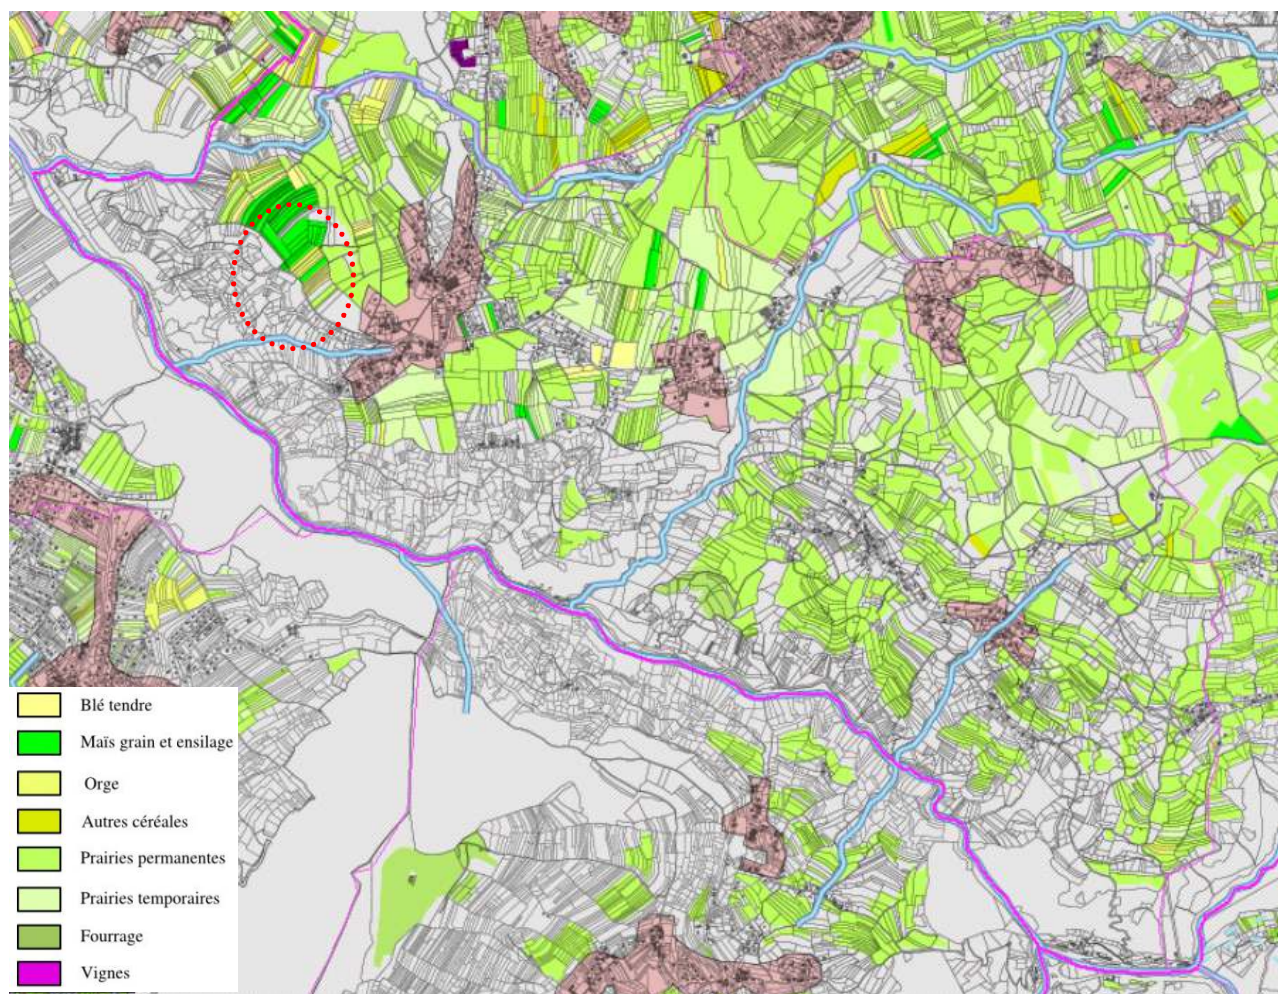 Blé tendre
Maïs grain et ensilage
Orge
Autres céréales
Prairies permanentes
Prairies temporaires
Fourrage
Vignes